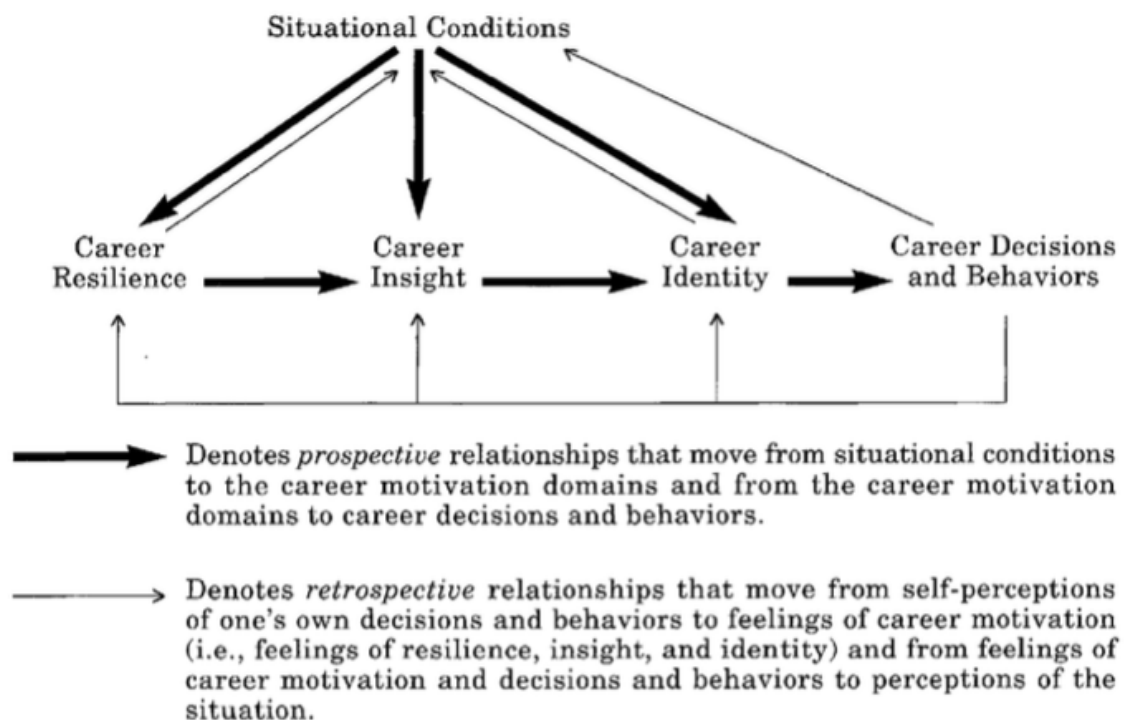 Situational Conditions
Career Resilience
Career Insight
Career Identity
Career Decisions and Behaviors
Denotes prospective relationships that move from situational conditions
to the career motivation domains and from the career motivation
domains to career decisions and behaviors.
Denotes retrospective relationships that move from self-perceptions
of one's own decisions and behaviors to feelings of career motivation
(i.e., feelings of resilience, insight, and identity) and from feelings of
career motivation and decisions and behaviors to perceptions of the
situation.